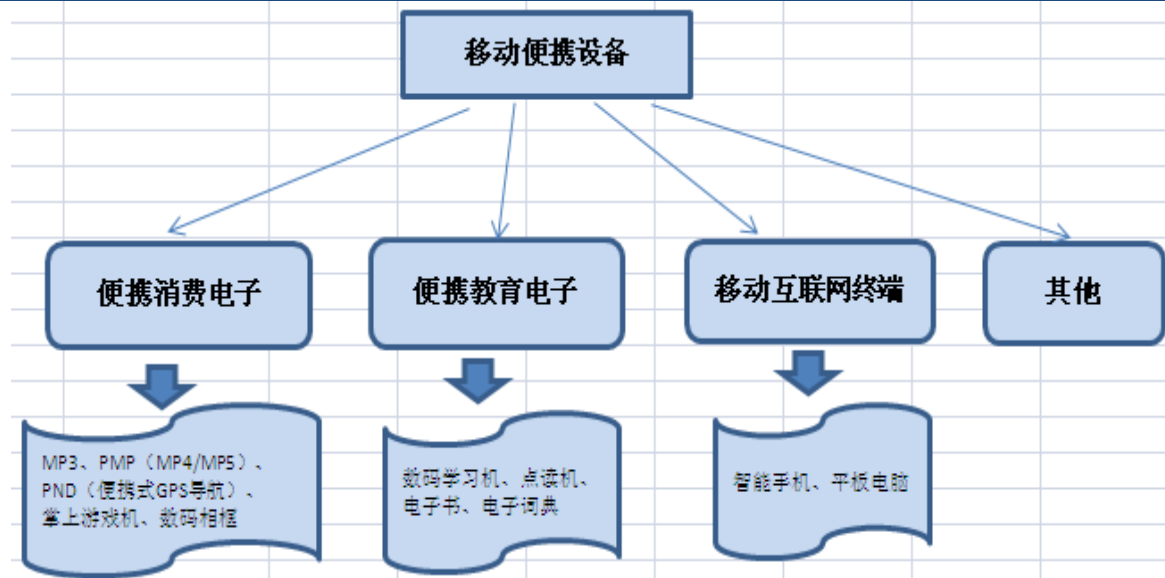 移动便携设备
便携消费电子
便携教育电子
移动互联网终端
其他
MP3、PMP（MP4/MP5）、
PND（便携式GPS导航）、
掌上游戏机、数码相框
数码学习机、点读机、
电子书、电子词典
智能手机、平板电脑